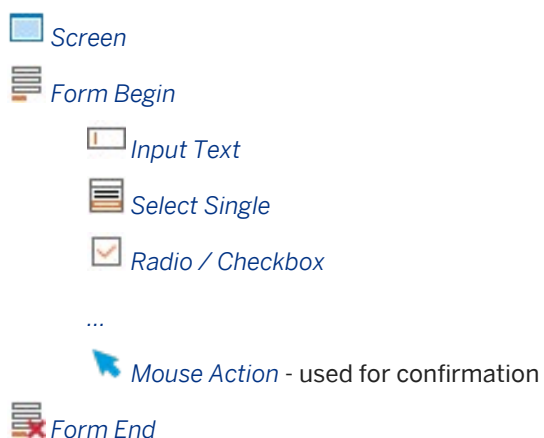 Screen
Form Begin
Input Text
Select Single
Radio / Checkbox
...
Mouse Action - used for confirmation
Form End